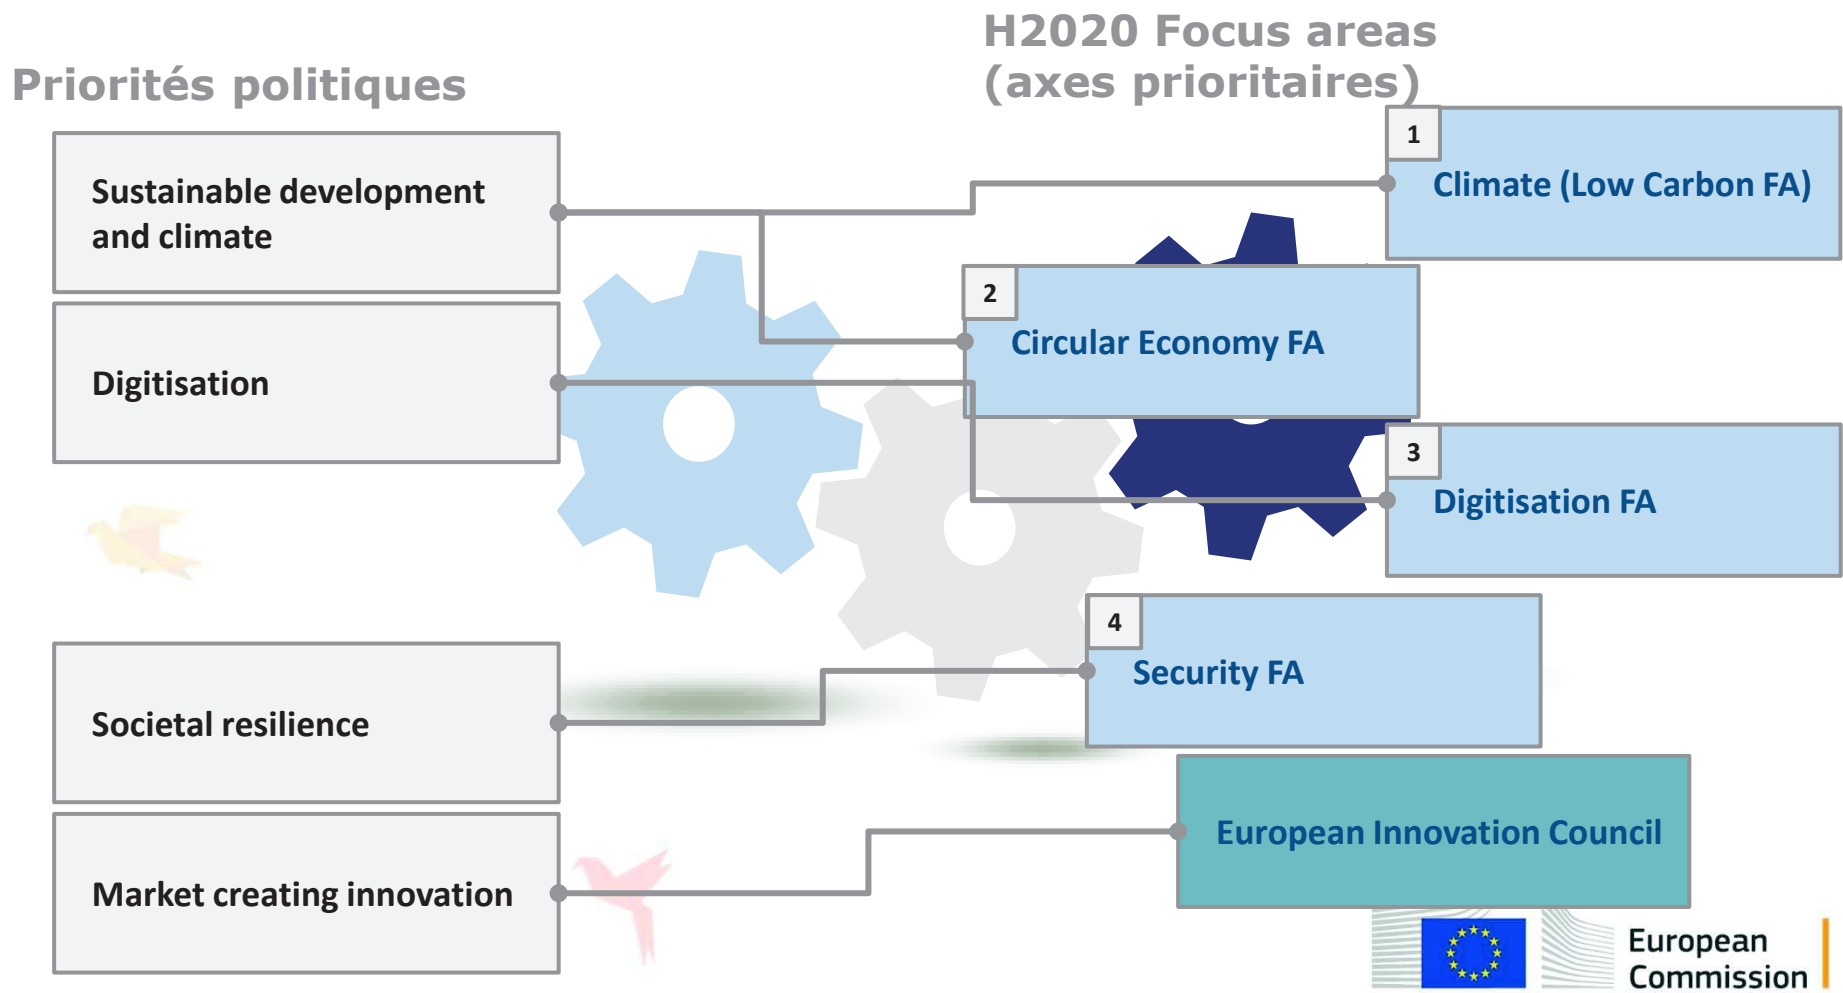 Priorités politiques
H2020 Focus areas
(axes prioritaires)
Sustainable development
and climate
Digitisation
Societal resilience
Market creating innovation
1
Climate (Low Carbon FA)
2
Circular Economy FA
3
Digitisation FA
4
Security FA
European Innovation Council
European
Commission